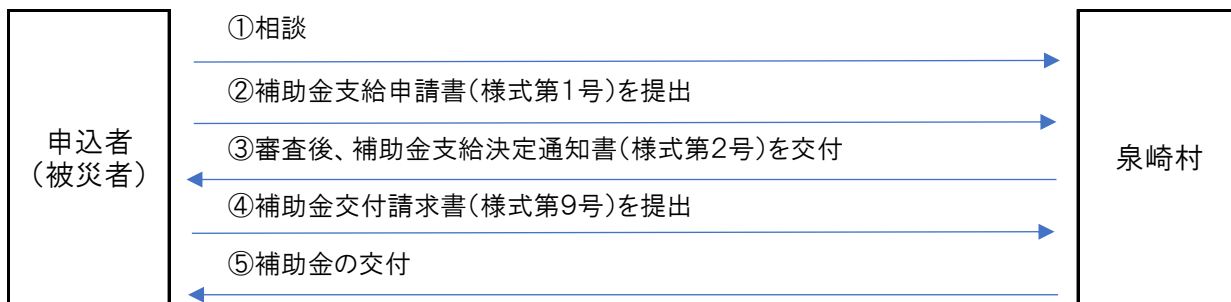 ①相談
②補助金支給申請書(様式第1号)を提出
申込者
(被災者)
③審査後、補助金支給決定通知書(様式第2号)を交付
泉崎村
④補助金交付請求書(様式第9号)を提出
⑤補助金の交付